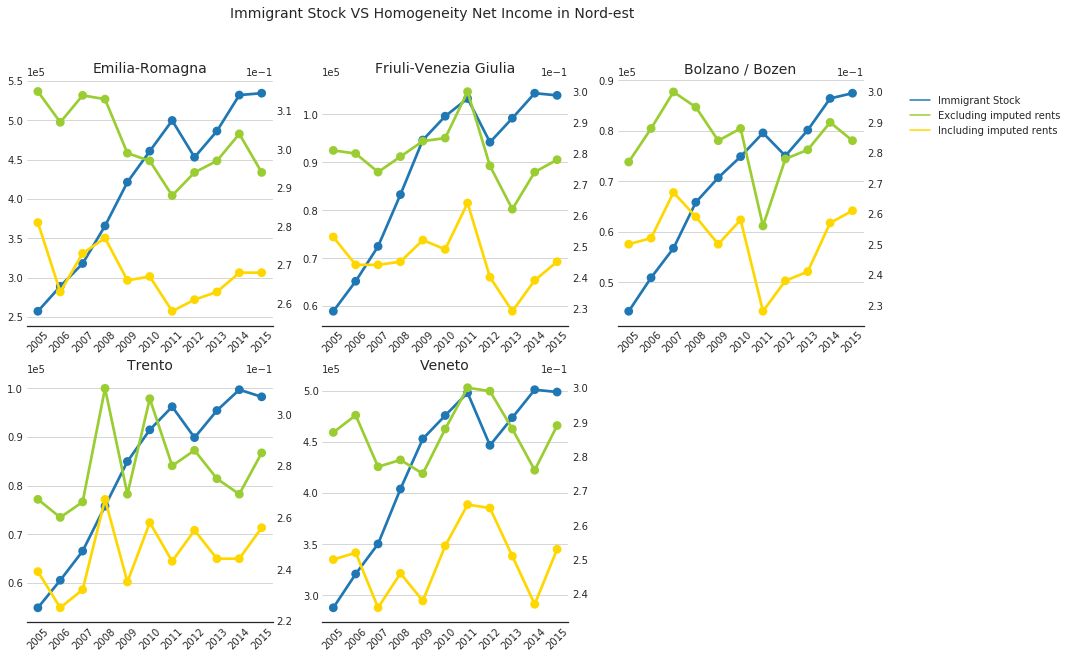 Immigrant Stock VS Homogeneity Net Income in Nord-est
Emilia-Romagna
1e5
1e−1
5.5
5.0
4.5
4.0
3.5
3.0
2.5
3.1
3.0
2.9
2.8
2.7
2.6
2005 2006 2007 2008 2009 2010 2011 2012 2013 2014 2015
Friuli-Venezia Giulia
1e5
1e−1
1.0
0.9
0.8
0.7
0.6
3.0
2.9
2.8
2.7
2.6
2.5
2.4
2.3
2005 2006 2007 2008 2009 2010 2011 2012 2013 2014 2015
Bolzano / Bozen
1e5
1e−1
0.9
0.8
0.7
0.6
0.5
3.0
2.9
2.8
2.7
2.6
2.5
2.4
2.3
2005 2006 2007 2008 2009 2010 2011 2012 2013 2014 2015
Immigrant Stock
Excluding imputed rents
Including imputed rents
Trento
1e5
1e−1
1.0
0.9
0.8
0.7
0.6
3.0
2.8
2.6
2.4
2.2
2005 2006 2007 2008 2009 2010 2011 2012 2013 2014 2015
Veneto
1e5
1e−1
5.0
4.5
4.0
3.5
3.0
3.0
2.9
2.8
2.7
2.6
2.5
2.4
2005 2006 2007 2008 2009 2010 2011 2012 2013 2014 2015